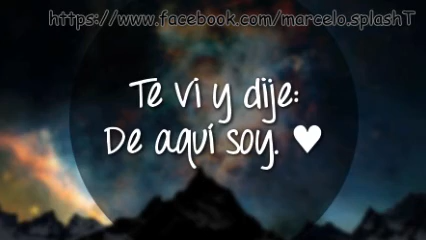 https://www.facebook.com/marcelo.splashT
Te vi y dije:
De aquí soy. ♥